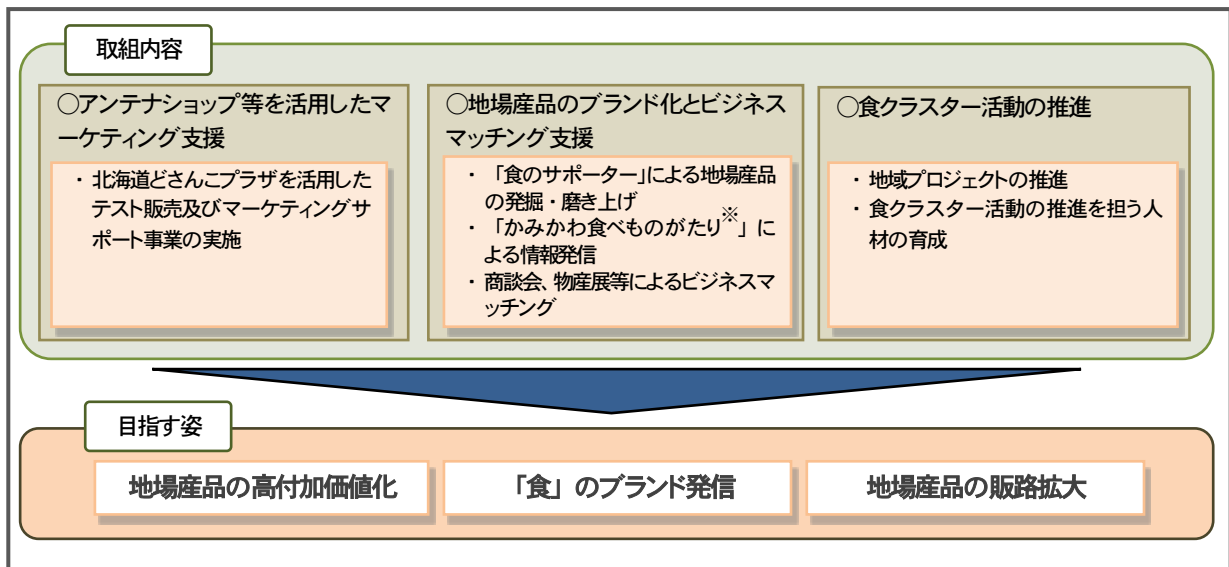 取組内容
○アンテナショップ等を活用したマ
ーケティング支援
・ 北海道どさんこプラザを活用した
テスト販売及びマーケティングサ
ポート事業の実施
○地場産品のブランド化とビジネス
マッチング支援
・ 「食のサポーター」による地場産品
の発掘・磨き上げ
・ 「かみかわ食べものがたり※」に
よる情報発信
・ 商談会、物産展等によるビジネスマ
ッチング
○食クラスター活動の推進
・ 地域プロジェクトの推進
・ 食クラスター活動の推進を担う人
材の育成
目指す姿
地場産品の高付加価値化
「食」のブランド発信
地場産品の販路拡大